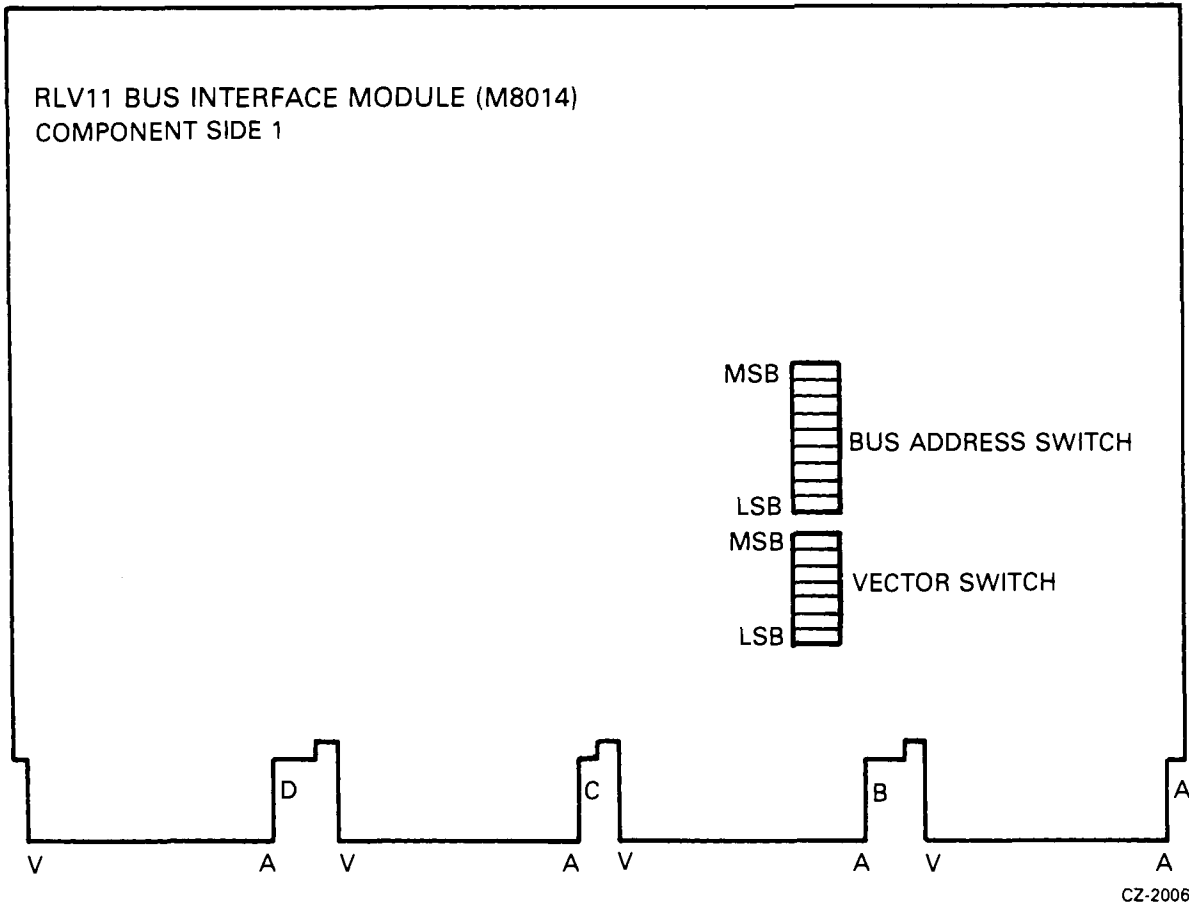 RLV11 BUS INTERFACE MODULE (M8014)
COMPONENT SIDE 1
MSB
BUS ADDRESS SWITCH
LSB
MSB
VECTOR SWITCH
LSB
D C B A
V A V A V A V A
CZ-2006